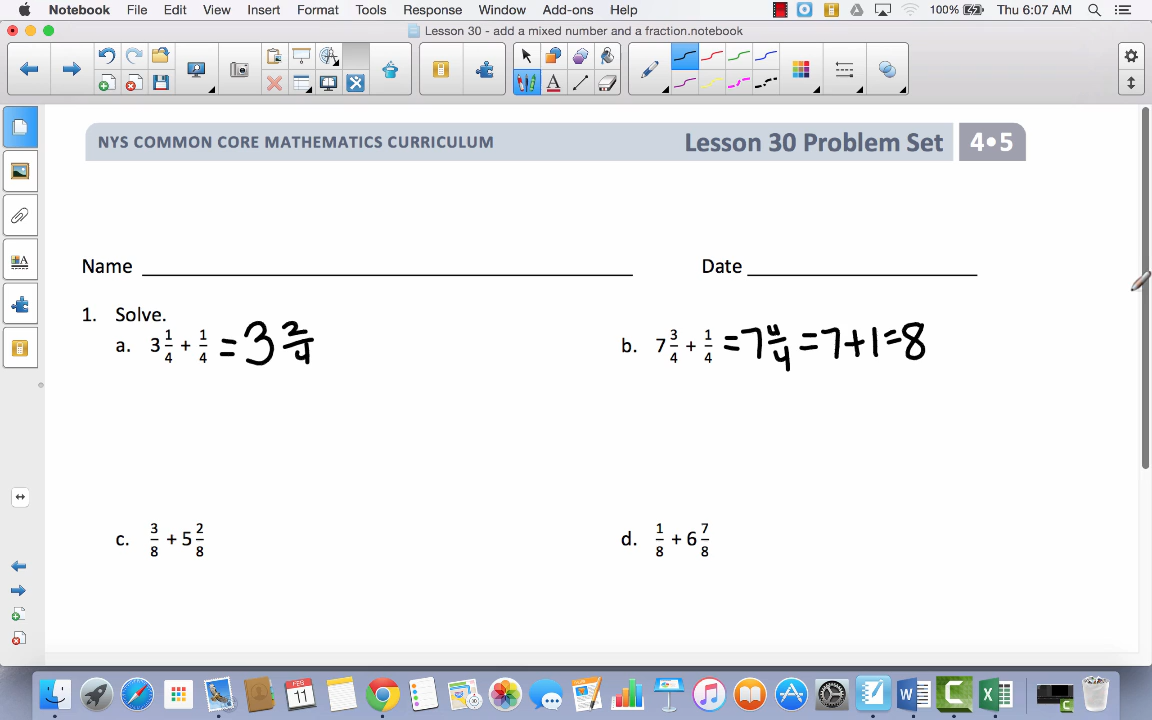 Notebook File Edit View Insert Format Tools Response Window Add-ons Help 100% Thu 6:07 AM
Lesson 30 - add a mixed number and a fraction.notebook
NYS COMMON CORE MATHEMATICS CURRICULUM Lesson 30 Problem Set 4•5
Name Date
1. Solve.
a. 3 1/4 + 1/4 = 3 2/4
b. 7 3/4 + 1/4 = 7 4/4 = 7+1=8
c. 3/8 + 5 2/8
d. 1/8 + 6 7/8
FEB
11